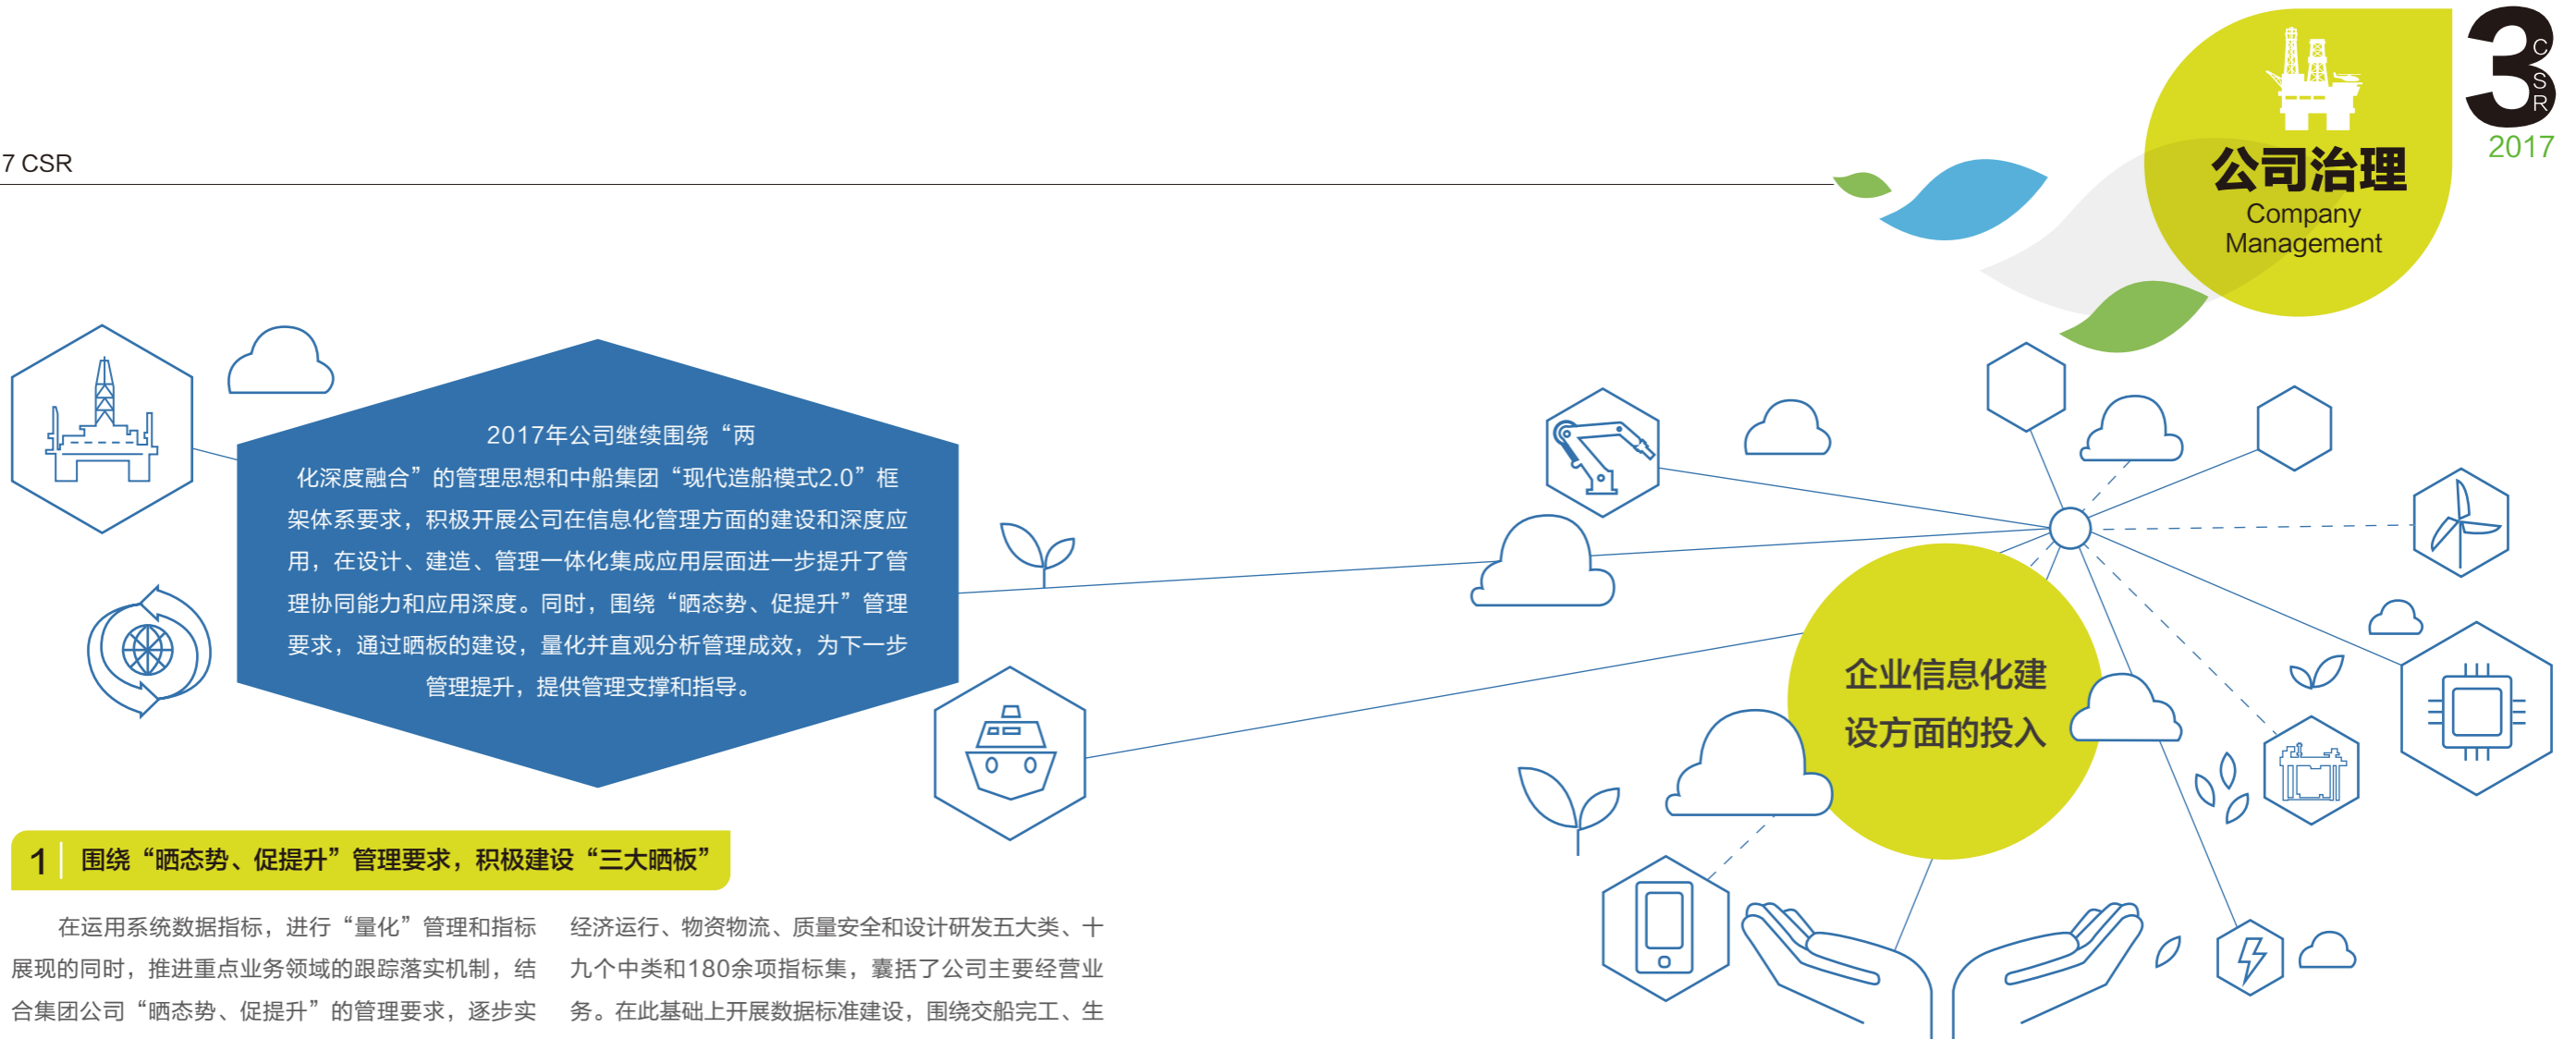 7 CSR
3
CSR
2017
公司治理
Company
Management
2017年公司继续围绕“两
化深度融合”的管理思想和中船集团“现代造船模式2.0”框
架体系要求，积极开展公司在信息化管理方面的建设和深度应
用，在设计、建造、管理一体化集成应用层面进一步提升了管
理协同能力和应用深度。同时，围绕“晒态势、促提升”管理
要求，通过晒板的建设，量化并直观分析管理成效，为下一步
管理提升，提供管理支撑和指导。
企业信息化建
设方面的投入
1 围绕“晒态势、促提升”管理要求，积极建设“三大晒板”
在运用系统数据指标，进行“量化”管理和指标
展现的同时，推进重点业务领域的跟踪落实机制，结
合集团公司“晒态势、促提升”的管理要求，逐步实
经济运行、物资物流、质量安全和设计研发五大类、十
九个中类和180余项指标集，囊括了公司主要经营业
务。在此基础上开展数据标准建设，围绕交船完工、生